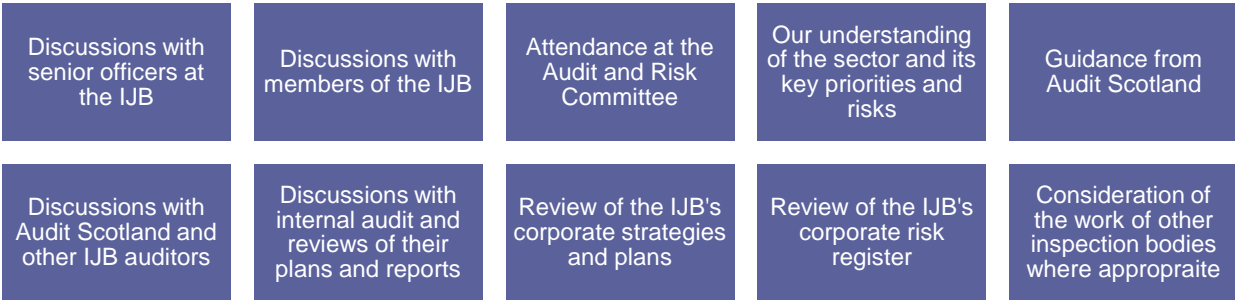 Discussions with
senior officers at
the IJB
Discussions with
members of the IJB
Attendance at the
Audit and Risk
Committee
Our understanding
of the sector and its
key priorities and
risks
Guidance from
Audit Scotland
Discussions with
Audit Scotland and
other IJB auditors
Discussions with
internal audit and
reviews of their
plans and reports
Review of the IJB's
corporate strategies
and plans
Review of the IJB's
corporate risk
register
Consideration of
the work of other
inspection bodies
where appropraite